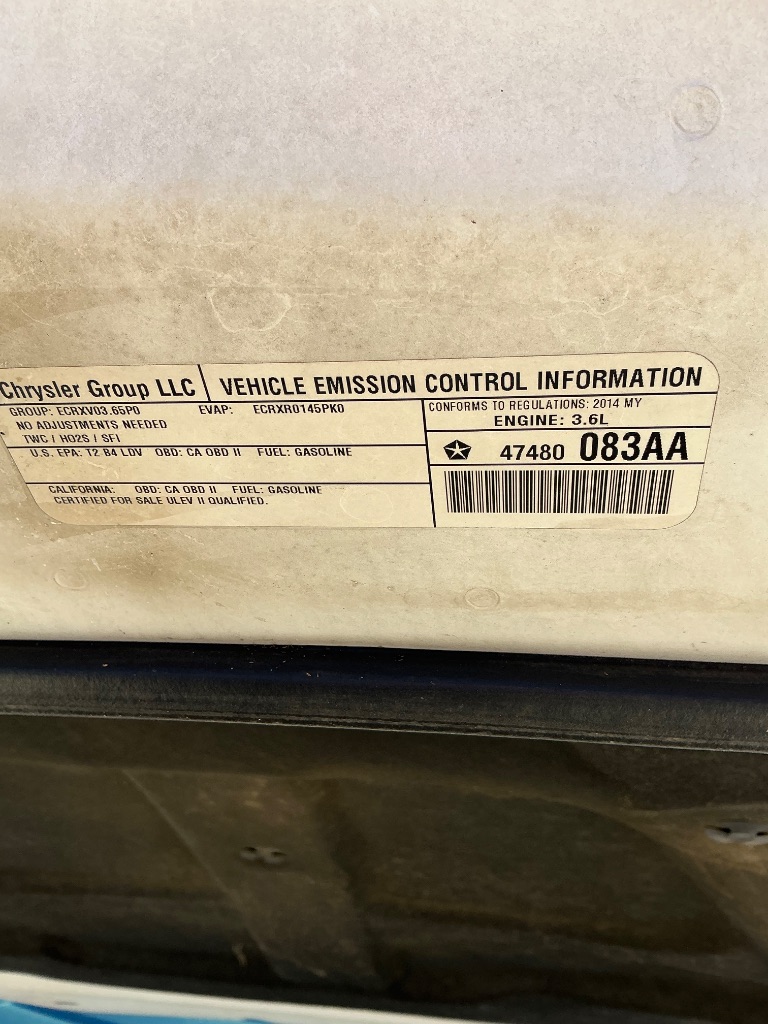 Chrysler Group LLC
VEHICLE EMISSION CONTROL INFORMATION
GROUP: ECRXV03.65P0 EVAP: ECRXR0145PK0
NO ADJUSTMENTS NEEDED
TWC / HO2S / SFI
U.S. EPA: T2 B4 LDV OBD: CA OBD II FUEL: GASOLINE
CALIFORNIA: OBD: CA OBD II FUEL: GASOLINE
CERTIFIED FOR SALE ULEV II QUALIFIED.
CONFORMS TO REGULATIONS: 2014 MY
ENGINE: 3.6L
47480 083AA